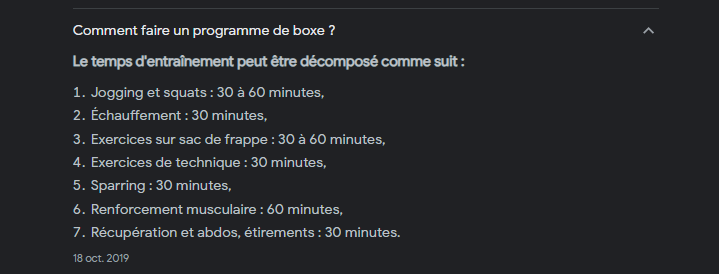 Comment faire un programme de boxe ?
Le temps d'entraînement peut être décomposé comme suit :
1. Jogging et squats : 30 à 60 minutes,
2. Échauffement : 30 minutes,
3. Exercices sur sac de frappe : 30 à 60 minutes,
4. Exercices de technique : 30 minutes,
5. Sparring : 30 minutes,
6. Renforcement musculaire : 60 minutes,
7. Récupération et abdos, étirements : 30 minutes.
18 oct. 2019